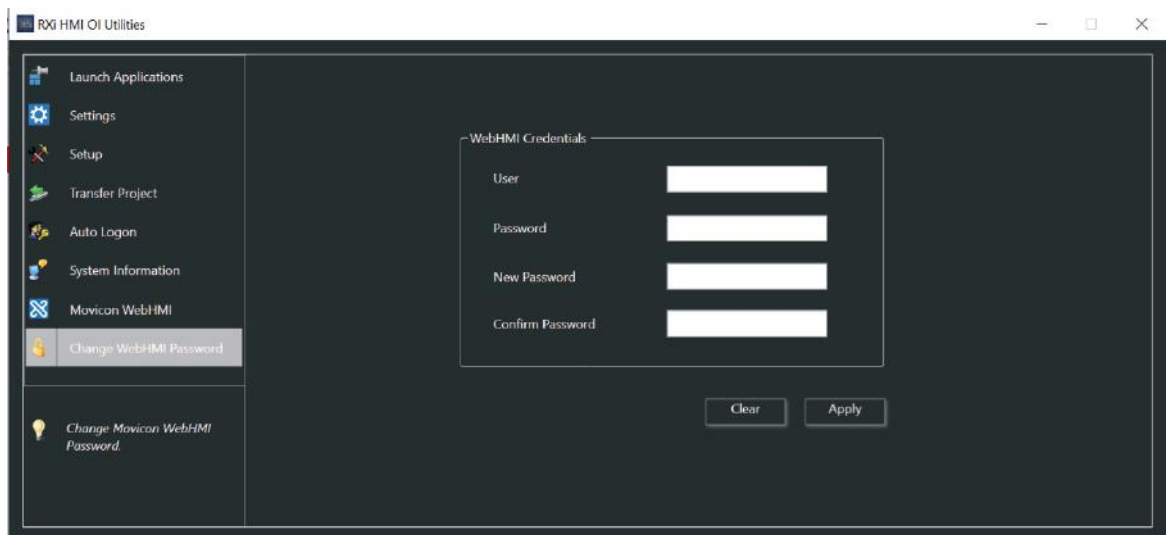 RXi HMI OI Utilities
Launch Applications
Settings
Setup
Transfer Project
Auto Logon
System Information
Movicon WebHMI
Change WebHMI Password
Change Movicon WebHMI
Password.
WebHMI Credentials
User
Password
New Password
Confirm Password
Clear
Apply